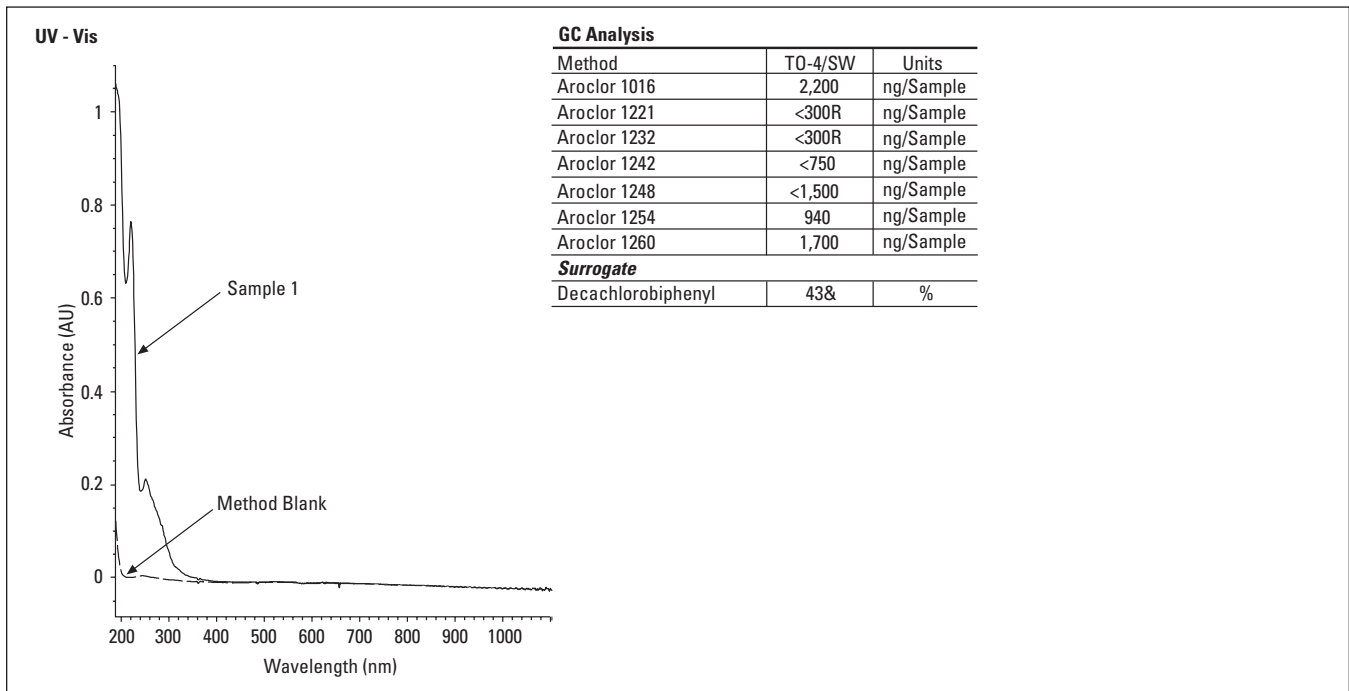 UV - Vis
1
0.8
0.6
0.4
0.2
0
Absorbance (AU)
Sample 1
Method Blank
200 300 400 500 600 700 800 900 1000
Wavelength (nm)
GC Analysis
Method TO-4/SW Units
Aroclor 1016 2,200 ng/Sample
Aroclor 1221 <300R ng/Sample
Aroclor 1232 <300R ng/Sample
Aroclor 1242 <750 ng/Sample
Aroclor 1248 <1,500 ng/Sample
Aroclor 1254 940 ng/Sample
Aroclor 1260 1,700 ng/Sample
Surrogate
Decachlorobiphenyl 43& %